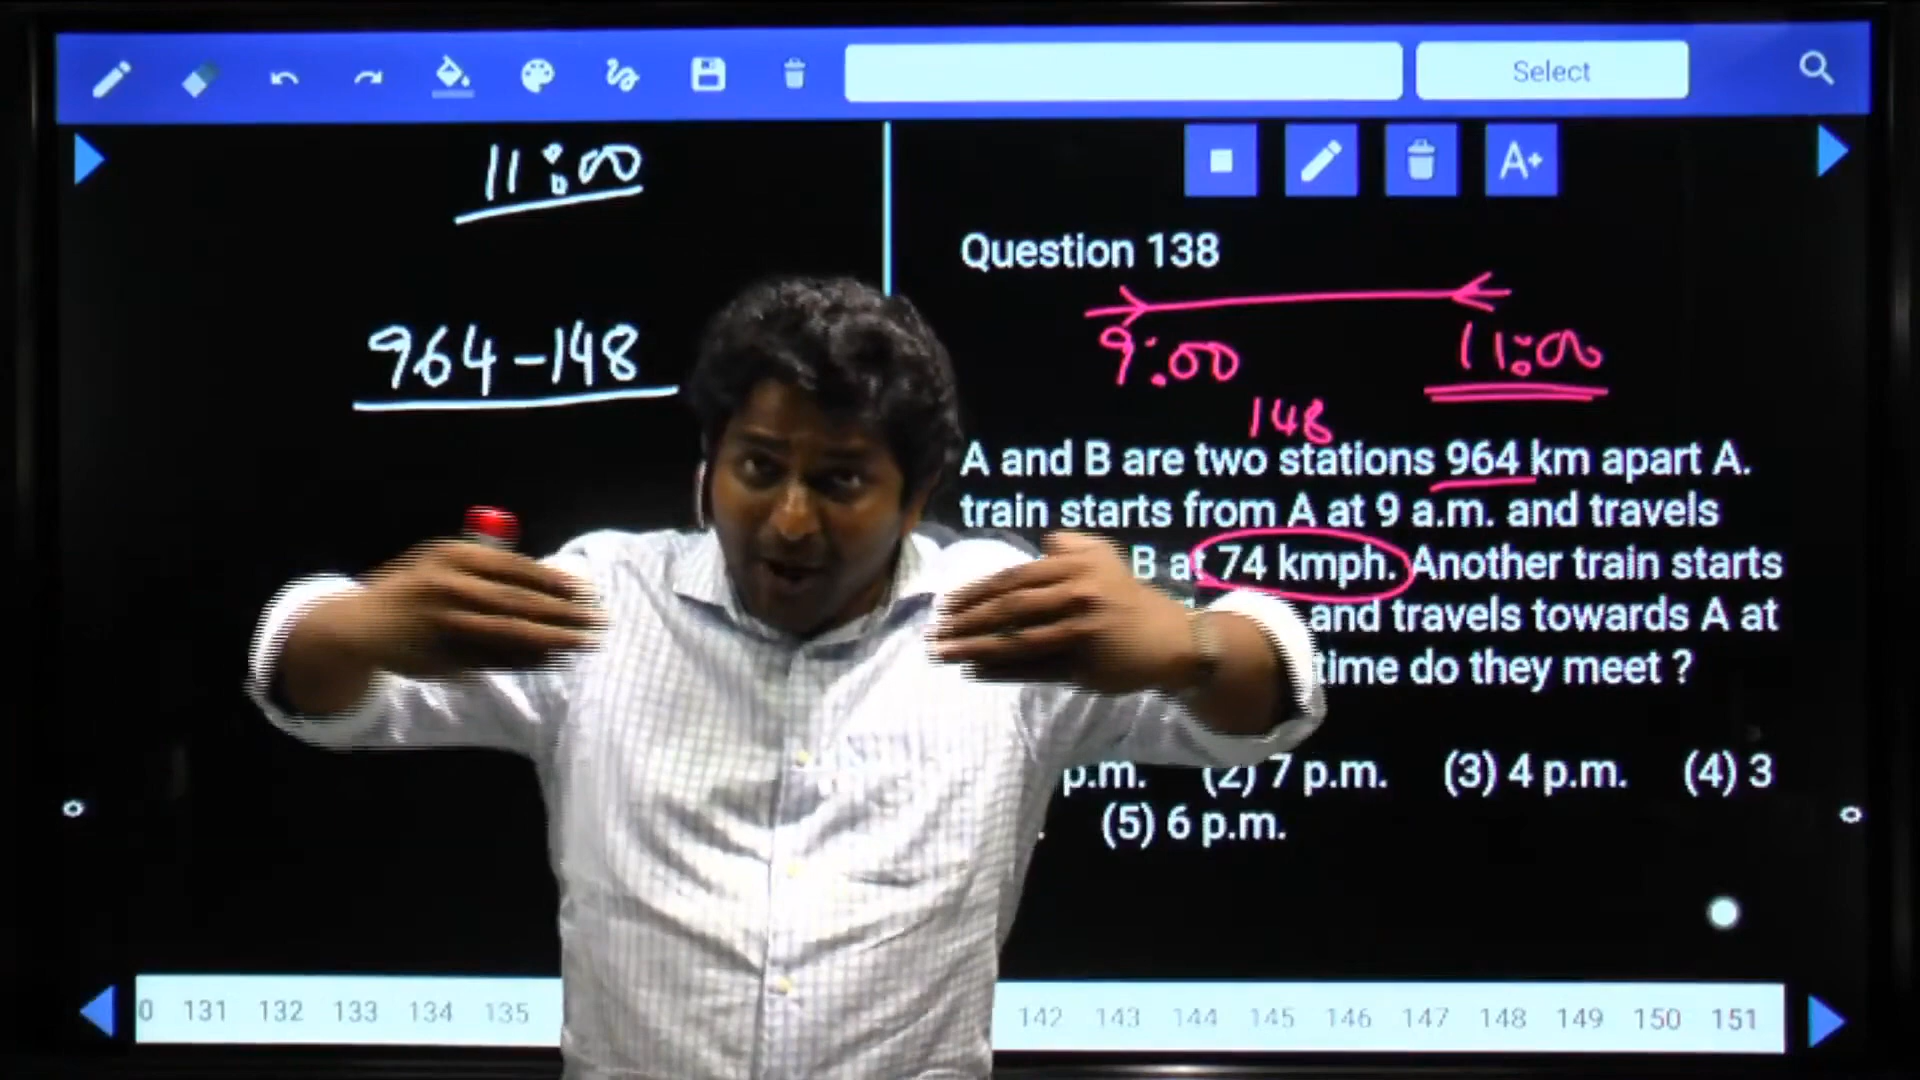 Select
11:00
964-148
Question 138
9:00
11:00
148
A and B are two stations 964 km apart A.
train starts from A at 9 a.m. and travels
B at 74 kmph. Another train starts
and travels towards A at
time do they meet ?
p.m. (2) 7 p.m. (3) 4 p.m. (4) 3
. (5) 6 p.m.
0 131 132 133 134 135 142 143 144 145 146 147 148 149 150 151